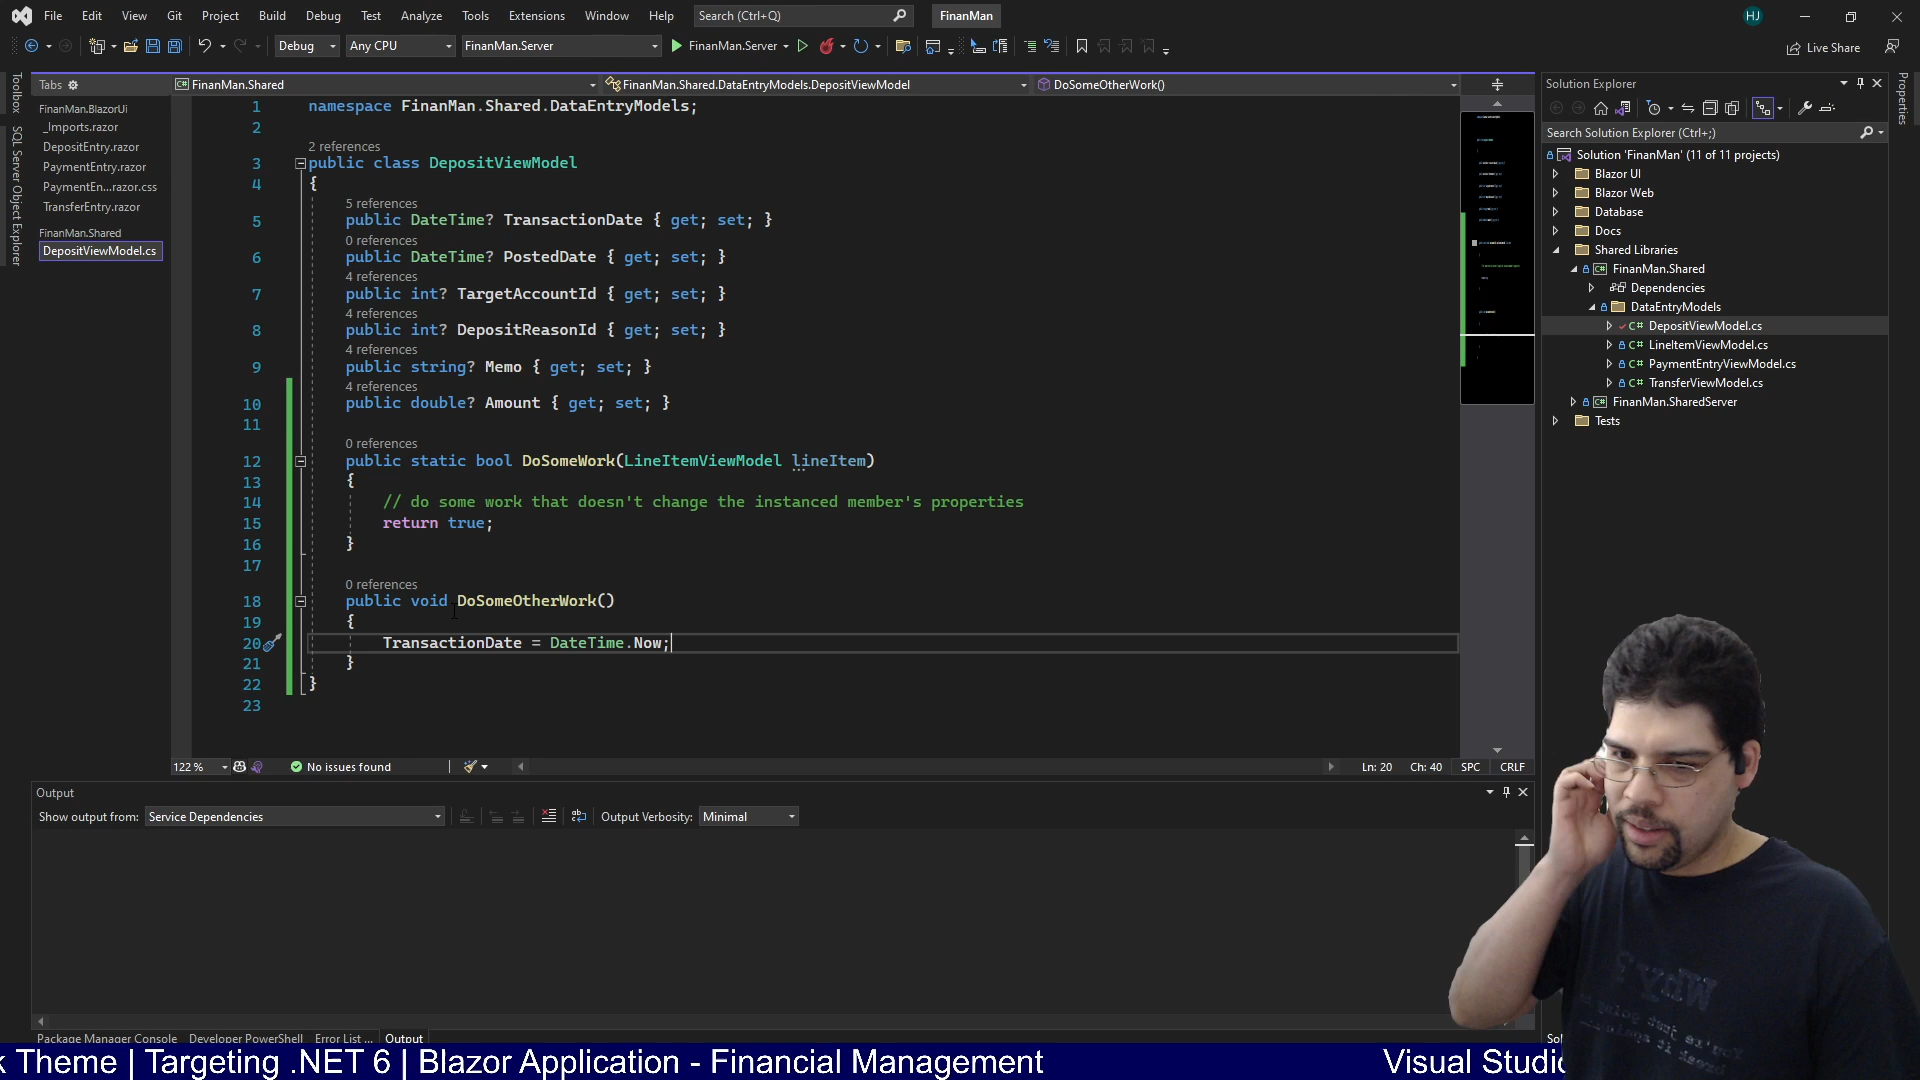 File Edit View Git Project Build Debug Test Analyze Tools Extensions Window Help Search (Ctrl+Q) FinanMan HJ
Debug Any CPU FinanMan.Server FinanMan.Server Live Share
Toolbox
SQL Server Object Explorer
Tabs
FinanMan.BlazorUi
_Imports.razor
DepositEntry.razor
PaymentEntry.razor
PaymentEn...razor.css
TransferEntry.razor
FinanMan.Shared
DepositViewModel.cs
FinanMan.Shared FinanMan.Shared.DataEntryModels.DepositViewModel DoSomeOtherWork()
1 namespace FinanMan.Shared.DataEntryModels;
2
2 references
3 public class DepositViewModel
4 {
5 references
5 public DateTime? TransactionDate { get; set; }
0 references
6 public DateTime? PostedDate { get; set; }
4 references
7 public int? TargetAccountId { get; set; }
4 references
8 public int? DepositReasonId { get; set; }
4 references
9 public string? Memo { get; set; }
4 references
10 public double? Amount { get; set; }
11
0 references
12 public static bool DoSomeWork(LineItemViewModel lineItem)
13 {
14 // do some work that doesn't change the instanced member's properties
15 return true;
16 }
17
0 references
18 public void DoSomeOtherWork()
19 {
20 TransactionDate = DateTime.Now;
21 }
22 }
23
122 % No issues found Ln: 20 Ch: 40 SPC CRLF
Output
Show output from: Service Dependencies Output Verbosity: Minimal
Package Manager Console Developer PowerShell Error List ... Output
Solution Explorer
Search Solution Explorer (Ctrl+;)
Solution 'FinanMan' (11 of 11 projects)
Blazor UI
Blazor Web
Database
Docs
Shared Libraries
FinanMan.Shared
Dependencies
DataEntryModels
DepositViewModel.cs
LineItemViewModel.cs
PaymentEntryViewModel.cs
TransferViewModel.cs
FinanMan.SharedServer
Tests
Properties
k Theme | Targeting .NET 6 | Blazor Application - Financial Management Visual Studio